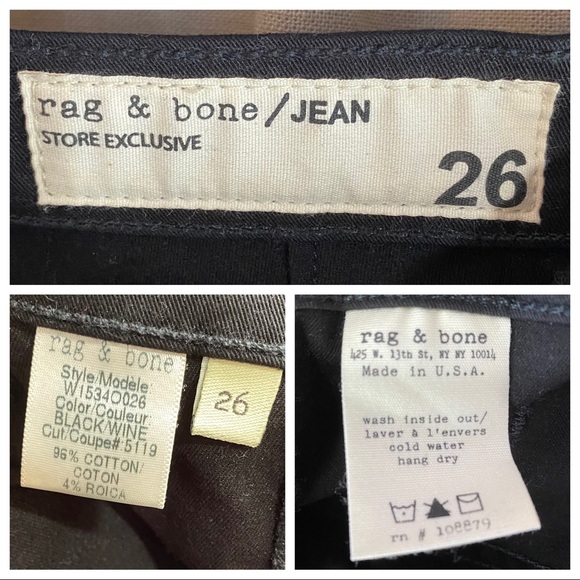 rag & bone/JEAN
STORE EXCLUSIVE
26
rag & bone
Style/Modèle:
W1534O026
Color/Couleur:
BLACK/WINE
Cut/Coupe#:5119
96% COTTON/
COTON
4% ROICA
26
rag & bone
425 W. 13th St, NY NY 10014
Made in U.S.A.
wash inside out/
laver à l'envers
cold water
hang dry
rn # 108879